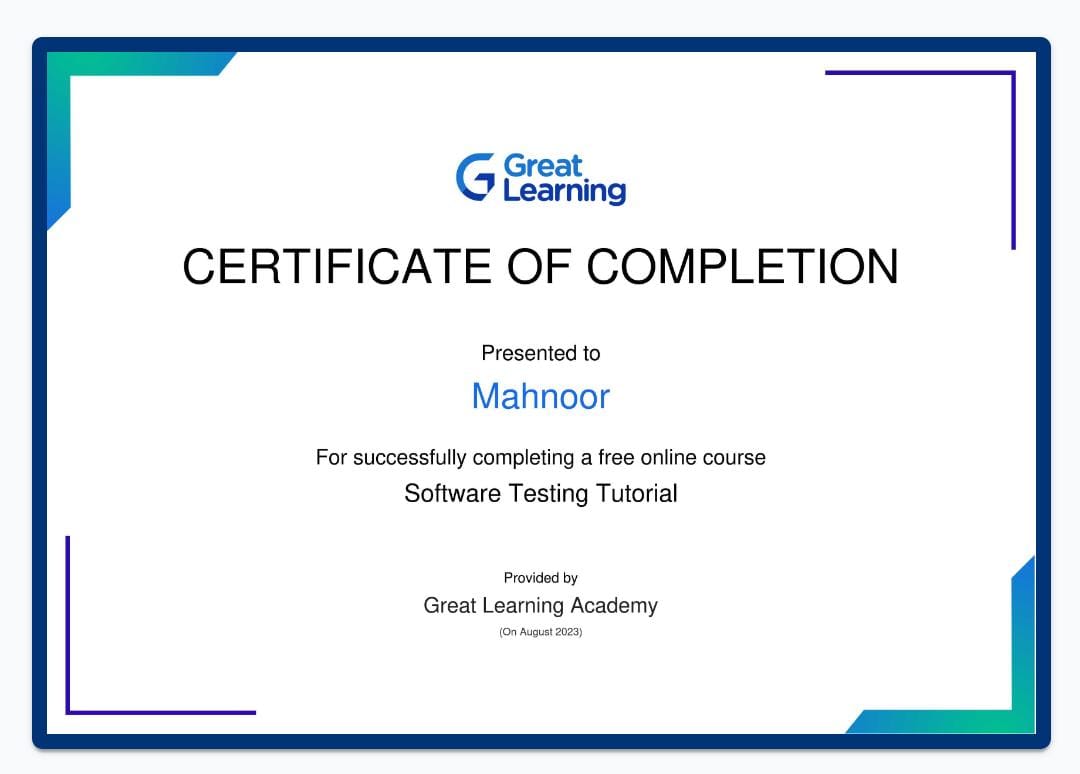 Great
Learning
CERTIFICATE OF COMPLETION
Presented to
Mahnoor
For successfully completing a free online course
Software Testing Tutorial
Provided by
Great Learning Academy
(On August 2023)